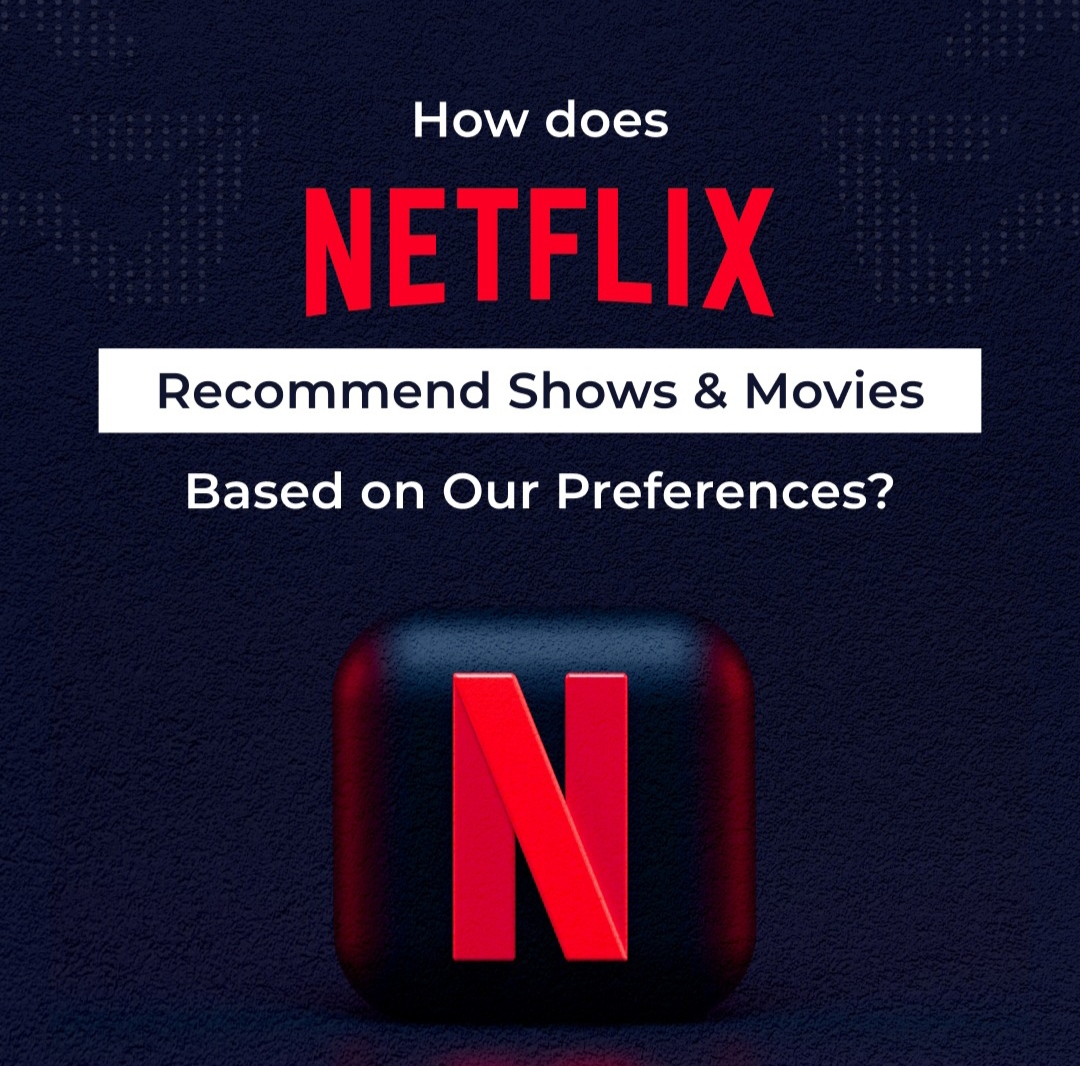 How does
NETFLIX
Recommend Shows & Movies
Based on Our Preferences?
N